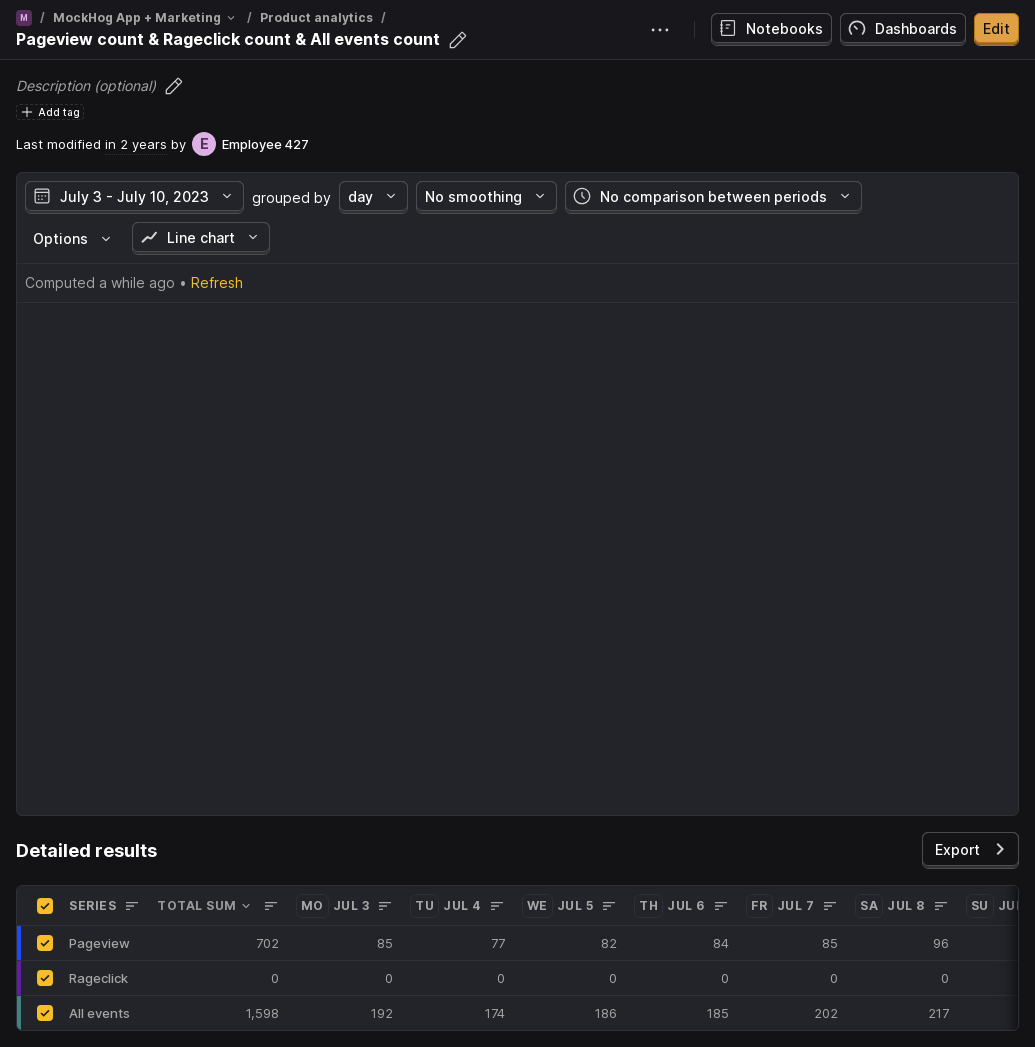 M / MockHog App + Marketing / Product analytics /
Pageview count & Rageclick count & All events count
Notebooks Dashboards Edit
Description (optional)
Add tag
Last modified in 2 years by E Employee 427
July 3 - July 10, 2023 grouped by day No smoothing No comparison between periods
Options Line chart
Computed a while ago • Refresh
Detailed results
Export
SERIES TOTAL SUM MO JUL 3 TU JUL 4 WE JUL 5 TH JUL 6 FR JUL 7 SA JUL 8 SU
Pageview 702 85 77 82 84 85 96
Rageclick 0 0 0 0 0 0 0
All events 1,598 192 174 186 185 202 217